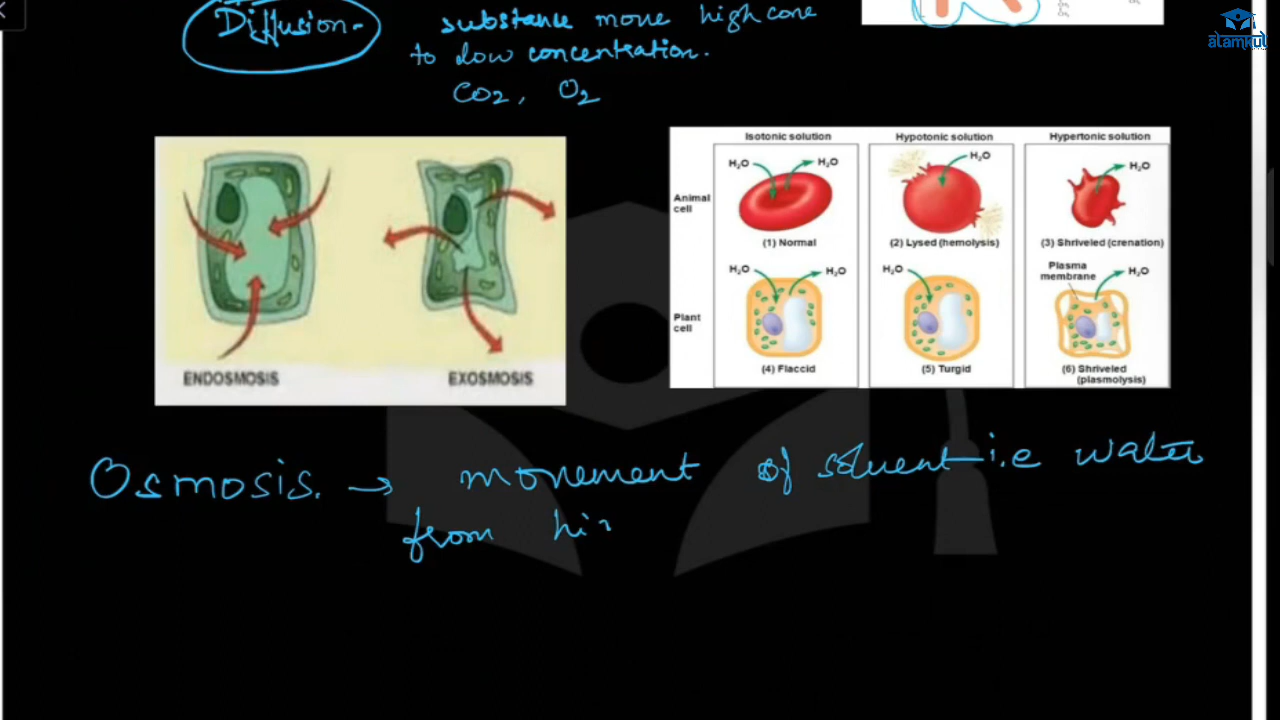 Diffusion- substance move high conc
to low concentration.
CO2, O2
alamkul
Isotonic solution Hypotonic solution Hypertonic solution
H₂O H₂O H₂O H₂O
Animal cell
(1) Normal (2) Lysed (hemolysis) (3) Shriveled (crenation)
H₂O H₂O H₂O Plasma membrane H₂O
Plant cell
(4) Flaccid (5) Turgid (6) Shriveled (plasmolysis)
ENDOSMOSIS EXOSMOSIS
Osmosis. → movement of solvent i.e water
from hi